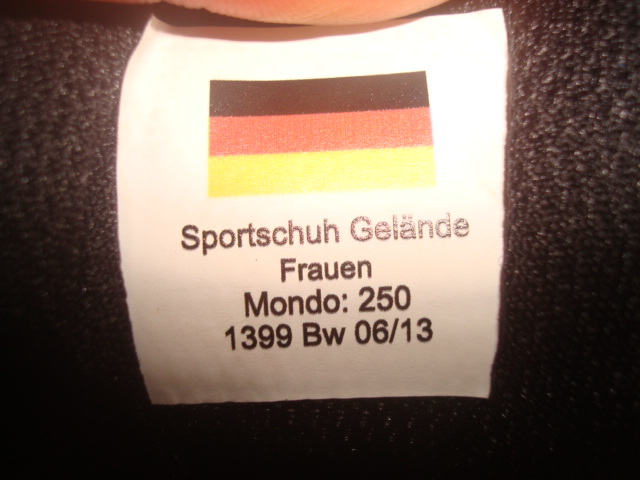 Sportschuh Gelände
Frauen
Mondo: 250
1399 Bw 06/13